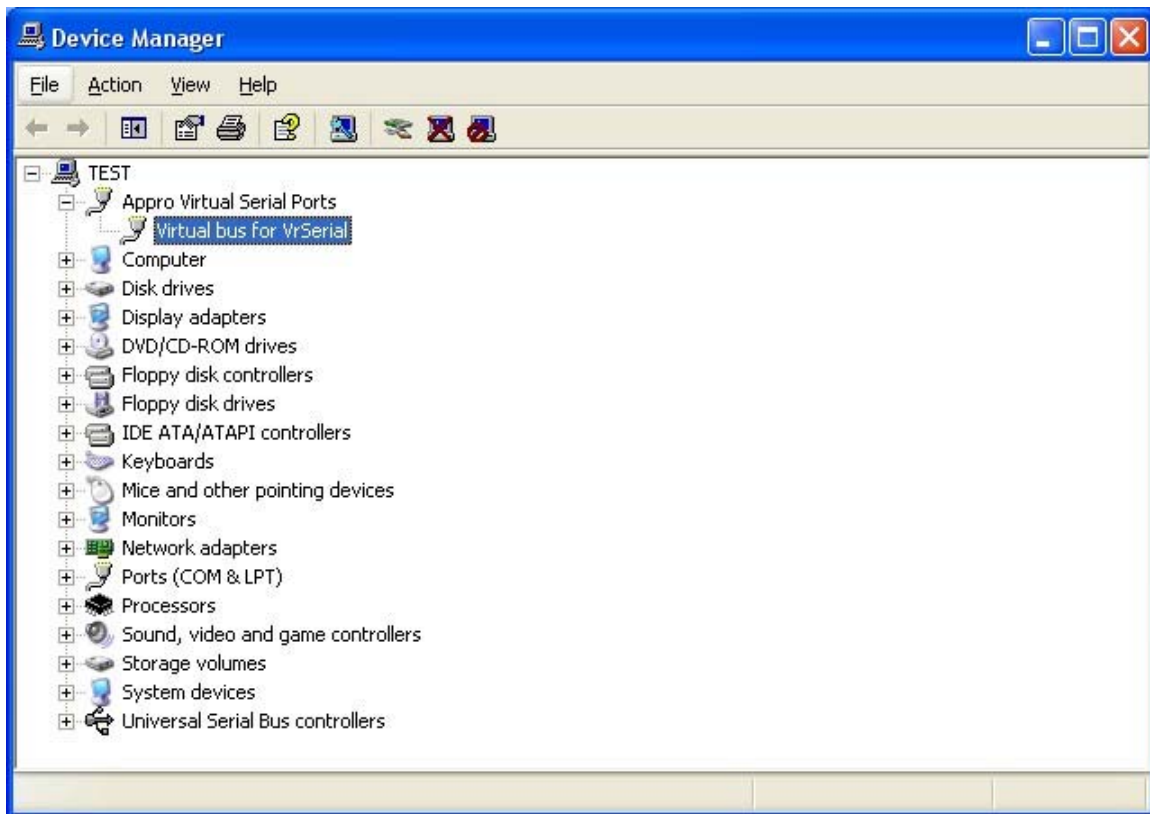 Device Manager
File Action View Help
TEST
Appro Virtual Serial Ports
Virtual bus for VrSerial
Computer
Disk drives
Display adapters
DVD/CD-ROM drives
Floppy disk controllers
Floppy disk drives
IDE ATA/ATAPI controllers
Keyboards
Mice and other pointing devices
Monitors
Network adapters
Ports (COM & LPT)
Processors
Sound, video and game controllers
Storage volumes
System devices
Universal Serial Bus controllers